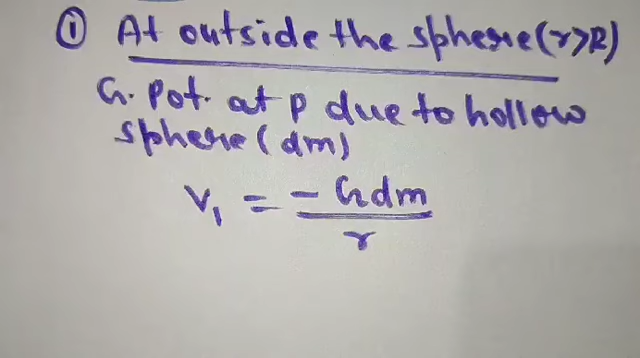 ① At outside the sphere (r>R)
G. Pot. at P due to hollow
sphere (dm)
V₁ = -Gdm
r